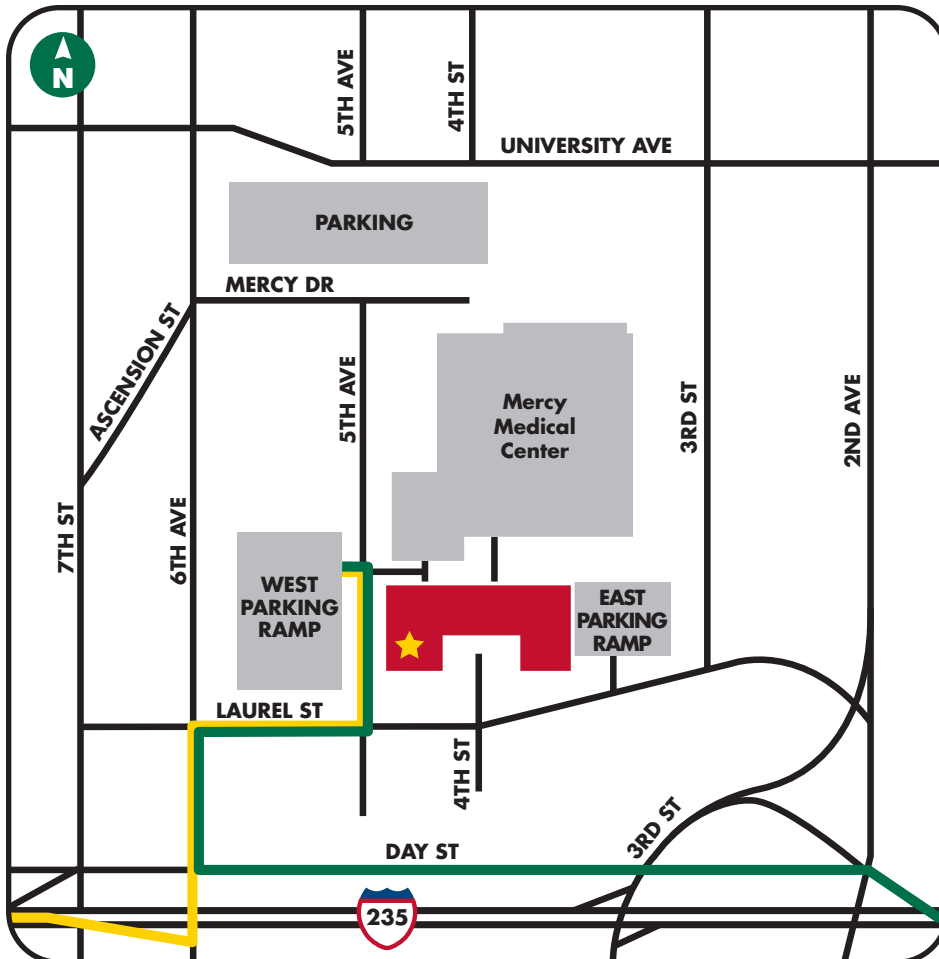 N
5TH AVE
4TH ST
UNIVERSITY AVE
PARKING
MERCY DR
ASCENSION ST
5TH AVE
Mercy
Medical
Center
3RD ST
2ND AVE
7TH ST
6TH AVE
WEST
PARKING
RAMP
EAST
PARKING
RAMP
LAUREL ST
4TH ST
3RD ST
DAY ST
235